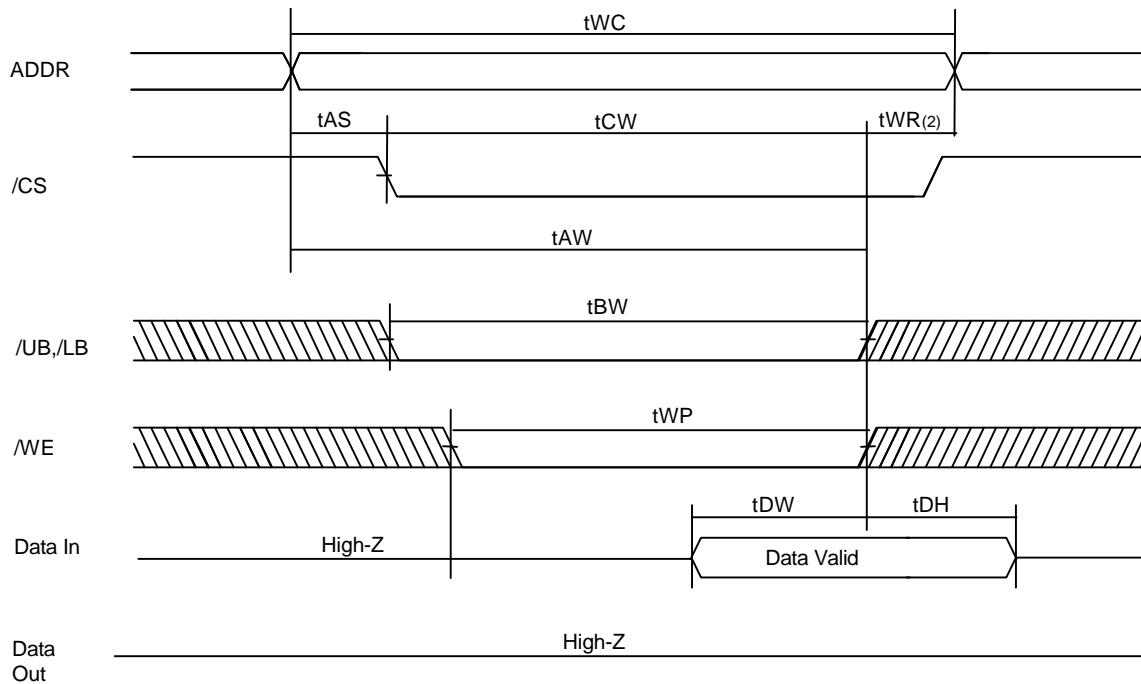 tWC
ADDR
tAS
tCW
tWR(2)
/CS
tAW
tBW
/UB,/LB
tWP
/WE
tDW
tDH
Data In
High-Z
Data Valid
High-Z
Data
Out